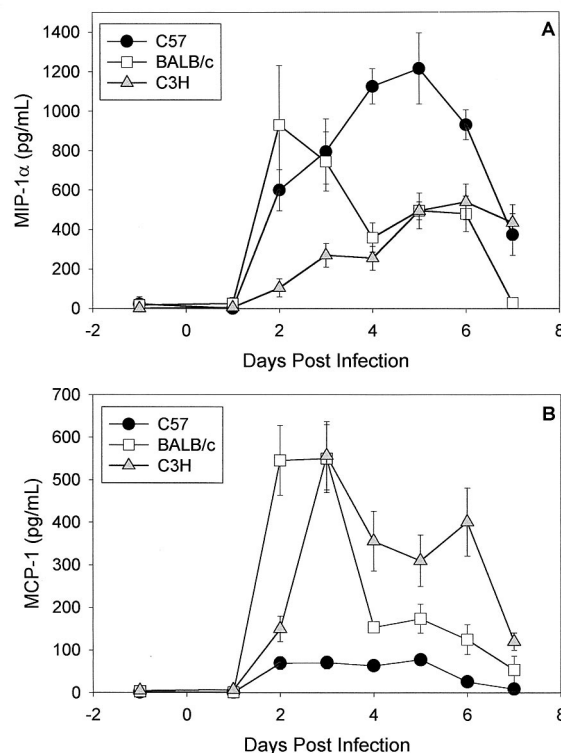 A
C57
BALB/c
C3H
1400
1200
1000
800
600
400
200
0
MIP-1α (pg/mL)
-2 0 2 4 6 8
Days Post Infection
B
C57
BALB/c
C3H
700
600
500
400
300
200
100
0
MCP-1 (pg/mL)
-2 0 2 4 6 8
Days Post Infection